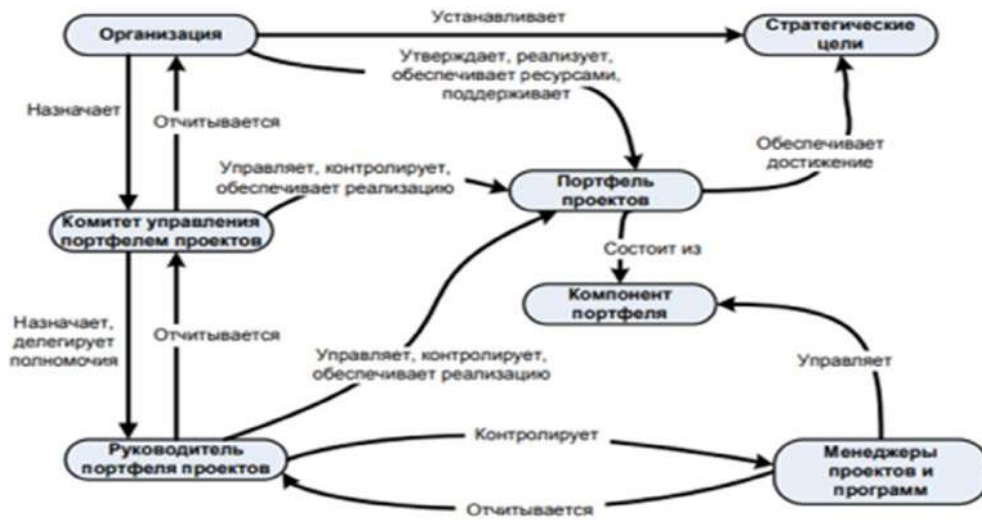 Устанавливает
Организация
Стратегические
цели
Утверждает, реализует,
обеспечивает ресурсами,
поддерживает
Назначает
Отчитывается
Обеспечивает
достижение
Управляет, контролирует,
обеспечивает реализацию
Портфель
проектов
Комитет управления
портфелем проектов
Состоит из
Компонент
портфеля
Назначает,
делегирует
полномочия
Отчитывается
Управляет, контролирует,
обеспечивает реализацию
Управляет
Контролирует
Руководитель
портфеля проектов
Менеджеры
проектов и
программ
Отчитывается